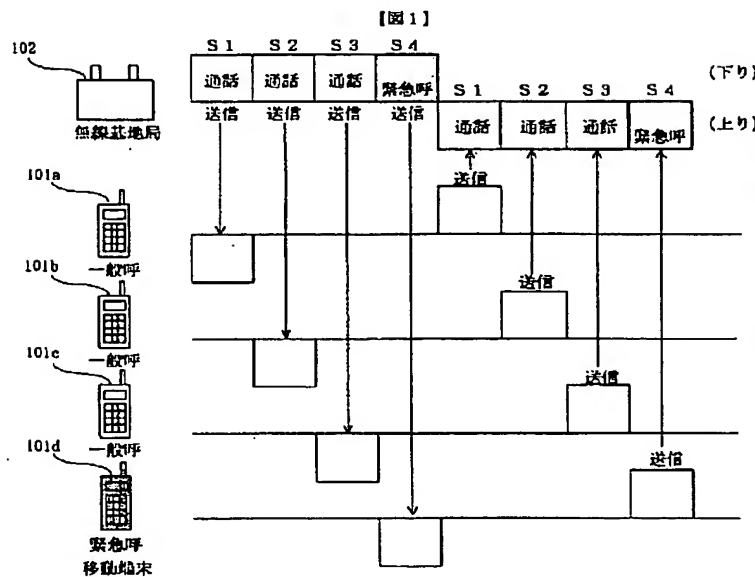 【図1】
102
S1 S2 S3 S4
通話 通話 通話 緊急呼
(下り)
送信 送信 送信 送信
S1 S2 S3 S4
通話 通話 通話 緊急呼
(上り)
無線基地局
101a
送信
一般呼
101b
送信
一般呼
101c
送信
一般呼
101d
送信
緊急呼
移動端末